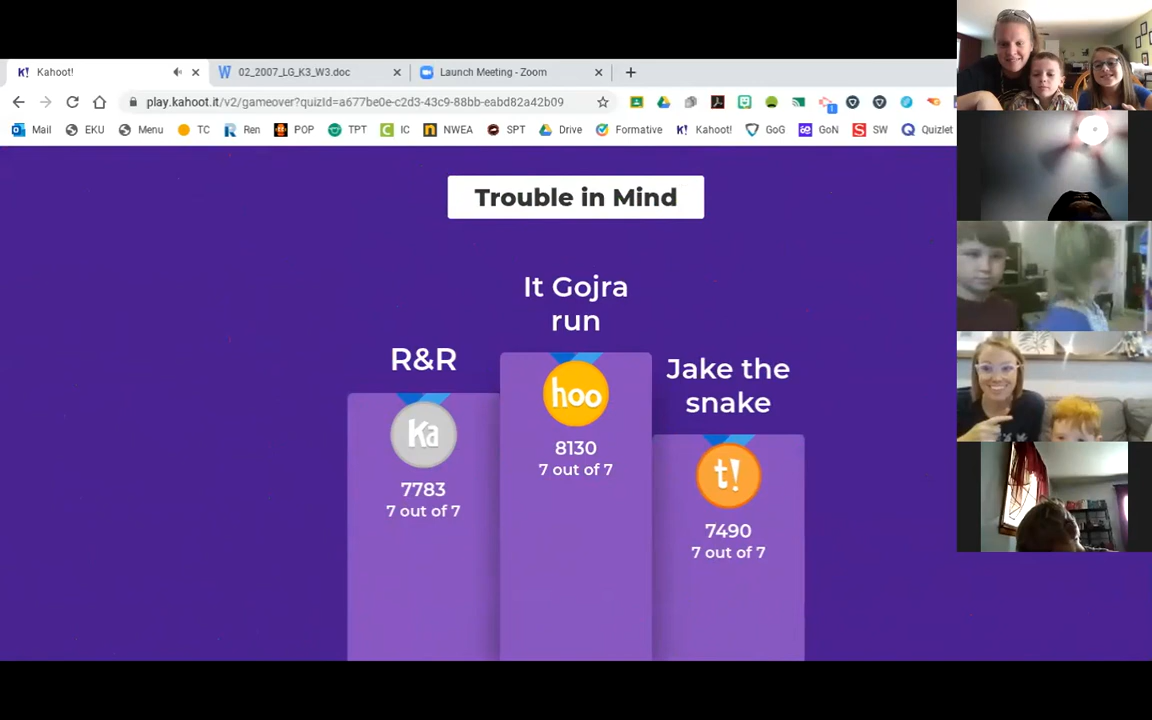 K! Kahoot!
02_2007_LG_K3_W3.doc
Launch Meeting - Zoom
play.kahoot.it/v2/gameover?quizId=a677be0e-c2d3-43c9-88bb-eabd82a42b09
Mail EKU Menu TC Ren POP TPT IC NWEA SPT Drive Formative Kahoot! GoG GoN SW Quizlet
Trouble in Mind
It Gojra
run
R&R
Jake the
snake
hoo
Ka
8130
7 out of 7
t!
7783
7 out of 7
7490
7 out of 7